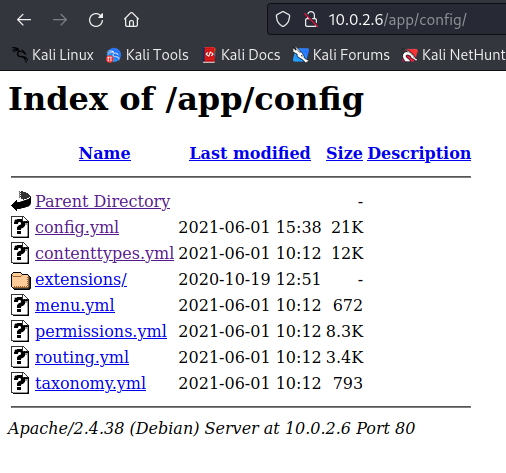 10.0.2.6/app/config/
Kali Linux Kali Tools Kali Docs Kali Forums Kali NetHunt
Index of /app/config
Name Last modified Size Description
Parent Directory -
config.yml 2021-06-01 15:38 21K
contenttypes.yml 2021-06-01 10:12 12K
extensions/ 2020-10-19 12:51 -
menu.yml 2021-06-01 10:12 672
permissions.yml 2021-06-01 10:12 8.3K
routing.yml 2021-06-01 10:12 3.4K
taxonomy.yml 2021-06-01 10:12 793
Apache/2.4.38 (Debian) Server at 10.0.2.6 Port 80